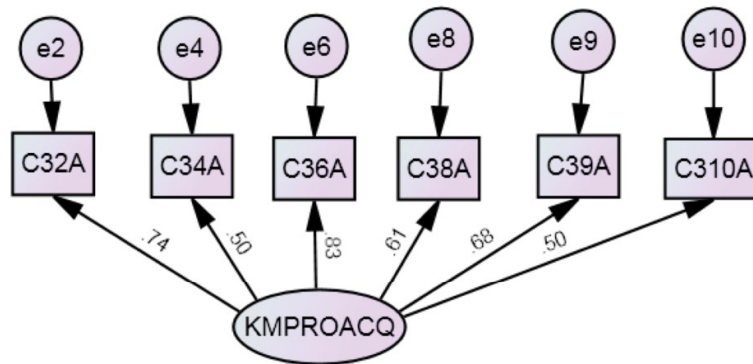 e2 e4 e6 e8 e9 e10
C32A C34A C36A C38A C39A C310A
.74 .50 .83 .61 .68 .50
KMPROACQ